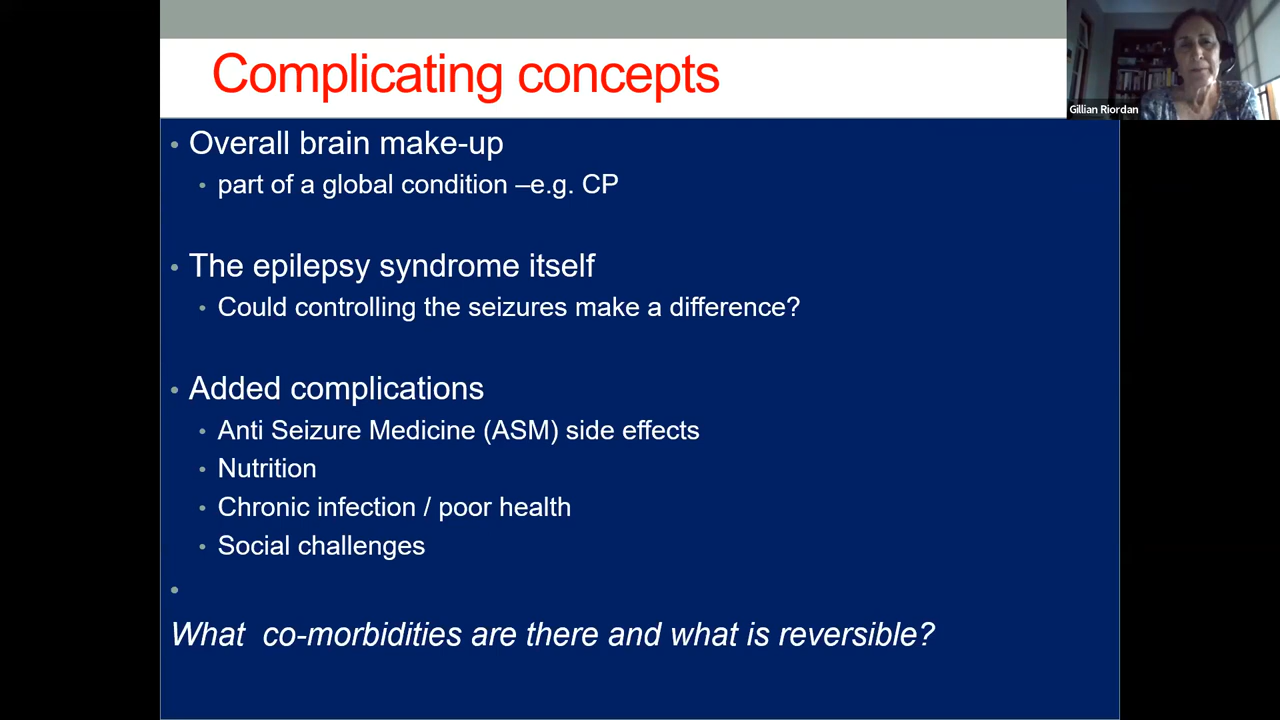 Complicating concepts
Gillian Riordan
• Overall brain make-up
• part of a global condition –e.g. CP
• The epilepsy syndrome itself
• Could controlling the seizures make a difference?
• Added complications
• Anti Seizure Medicine (ASM) side effects
• Nutrition
• Chronic infection / poor health
• Social challenges
•
What co-morbidities are there and what is reversible?